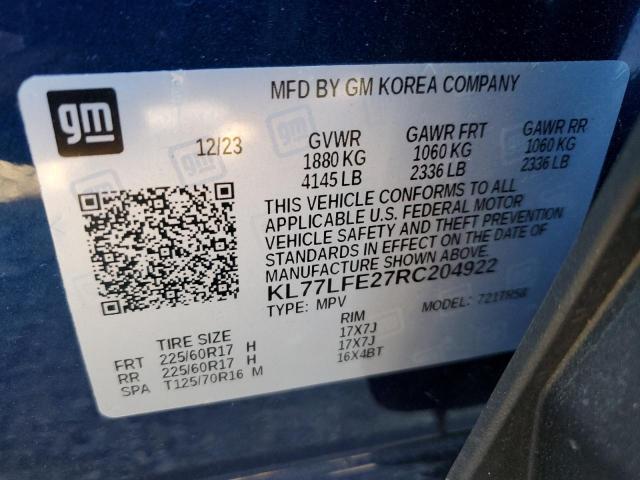 gm
MFD BY GM KOREA COMPANY
12/23
GVWR GAWR FRT GAWR RR
1880 KG 1060 KG 1060 KG
4145 LB 2336 LB 2336 LB
THIS VEHICLE CONFORMS TO ALL
APPLICABLE U.S. FEDERAL MOTOR
VEHICLE SAFETY AND THEFT PREVENTION
STANDARDS IN EFFECT ON THE DATE OF
MANUFACTURE SHOWN ABOVE.
KL77LFE27RC204922
TYPE: MPV MODEL:
TIRE SIZE RIM
FRT 225/60R17 H 17X7J
RR 225/60R17 H 17X7J
SPA T125/70R16 M 16X4BT